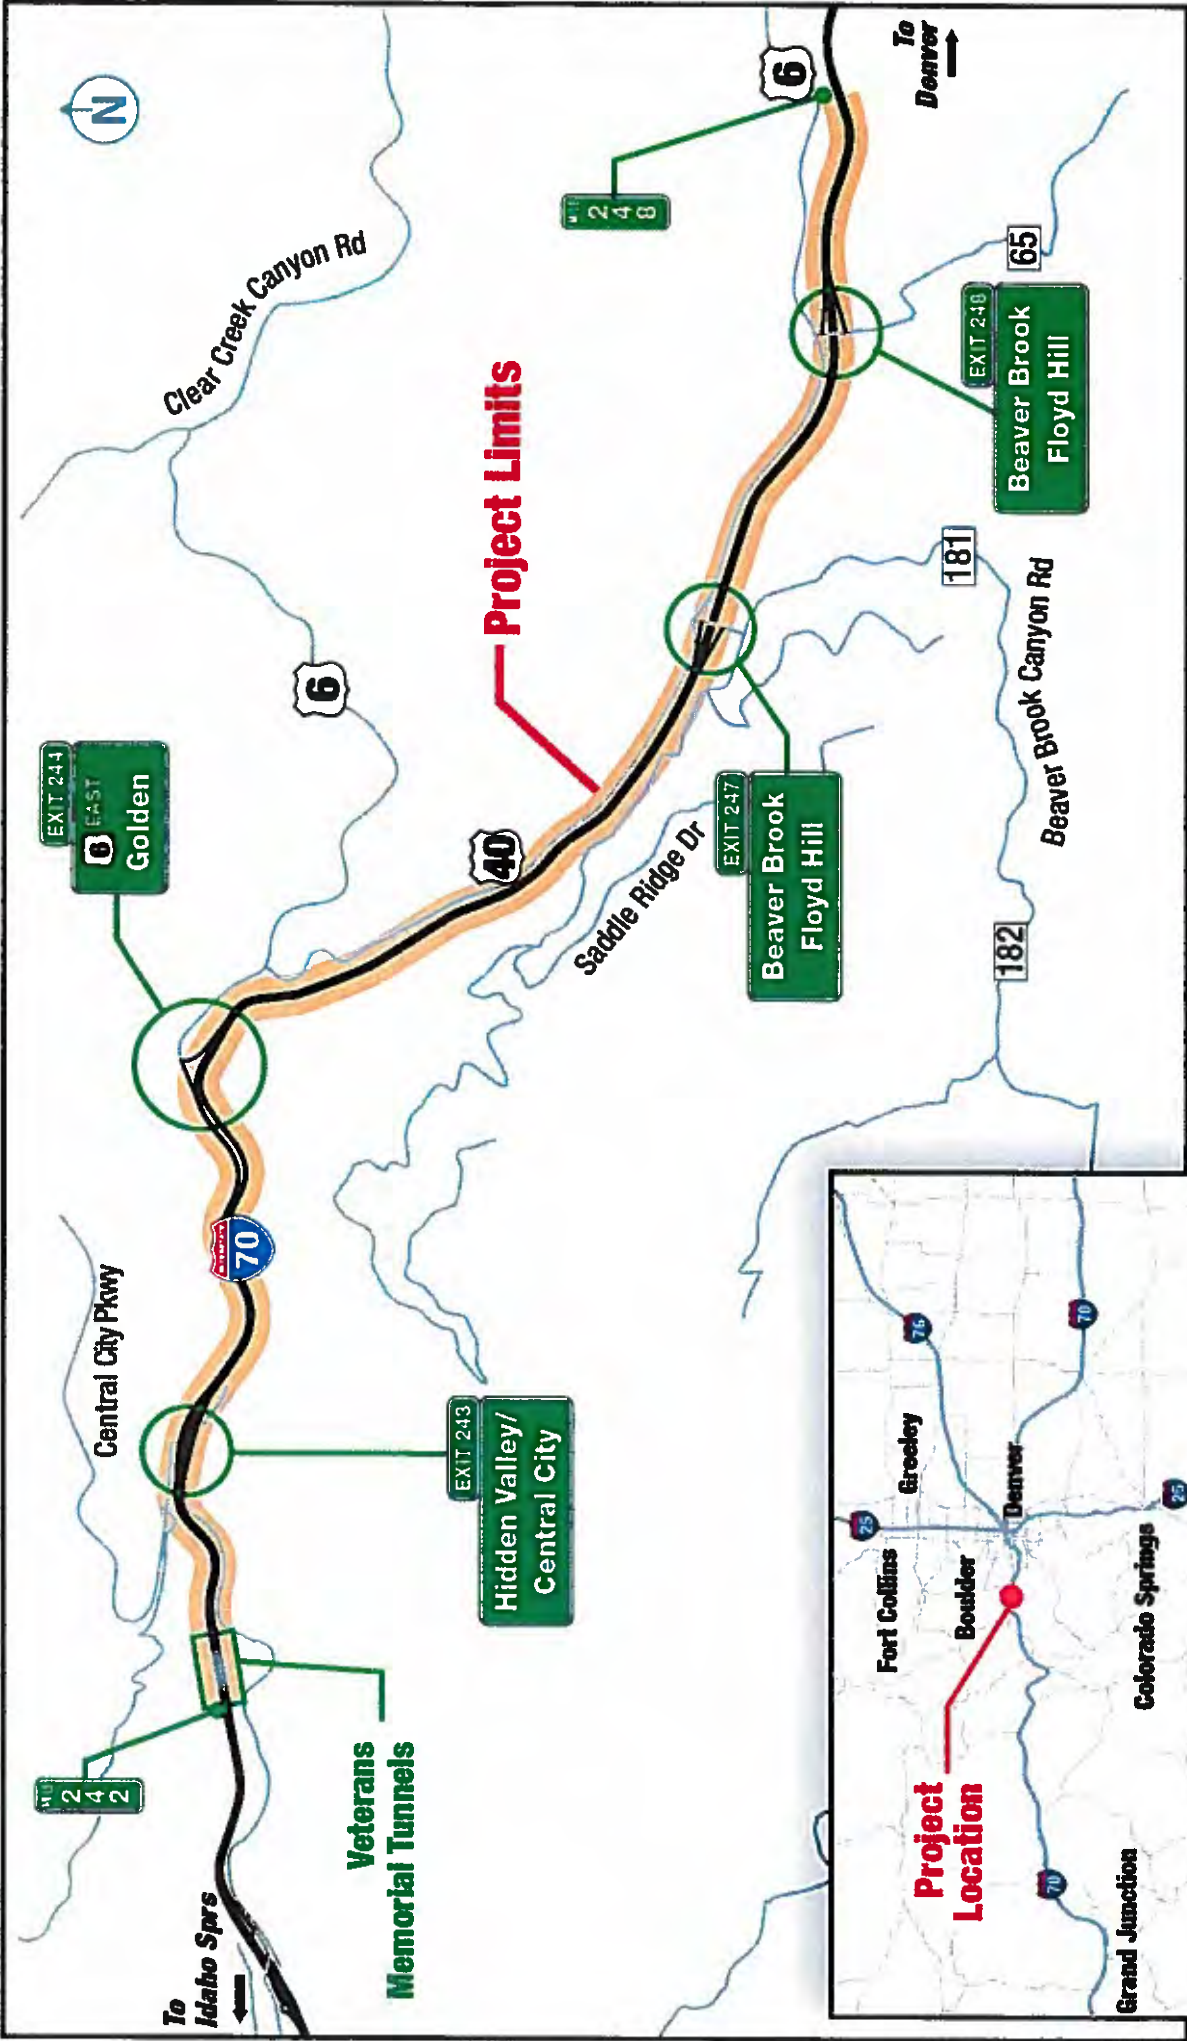 N
Clear Creek Canyon Rd
6
To
Denver
MILE
2
4
8
65
EXIT 248
Beaver Brook
Floyd Hill
Project Limits
181
Beaver Brook Canyon Rd
6
EXIT 244
6 EAST
Golden
40
Saddle Ridge Dr
EXIT 247
Beaver Brook
Floyd Hill
182
70
Central City Pkwy
EXIT 243
Hidden Valley/
Central City
2
4
2
Veterans
Memorial Tunnels
To
Idaho Sprs
76
70
Greeley
Denver
25
25
Fort Collins
Boulder
Colorado Springs
Project
Location
70
Grand Junction